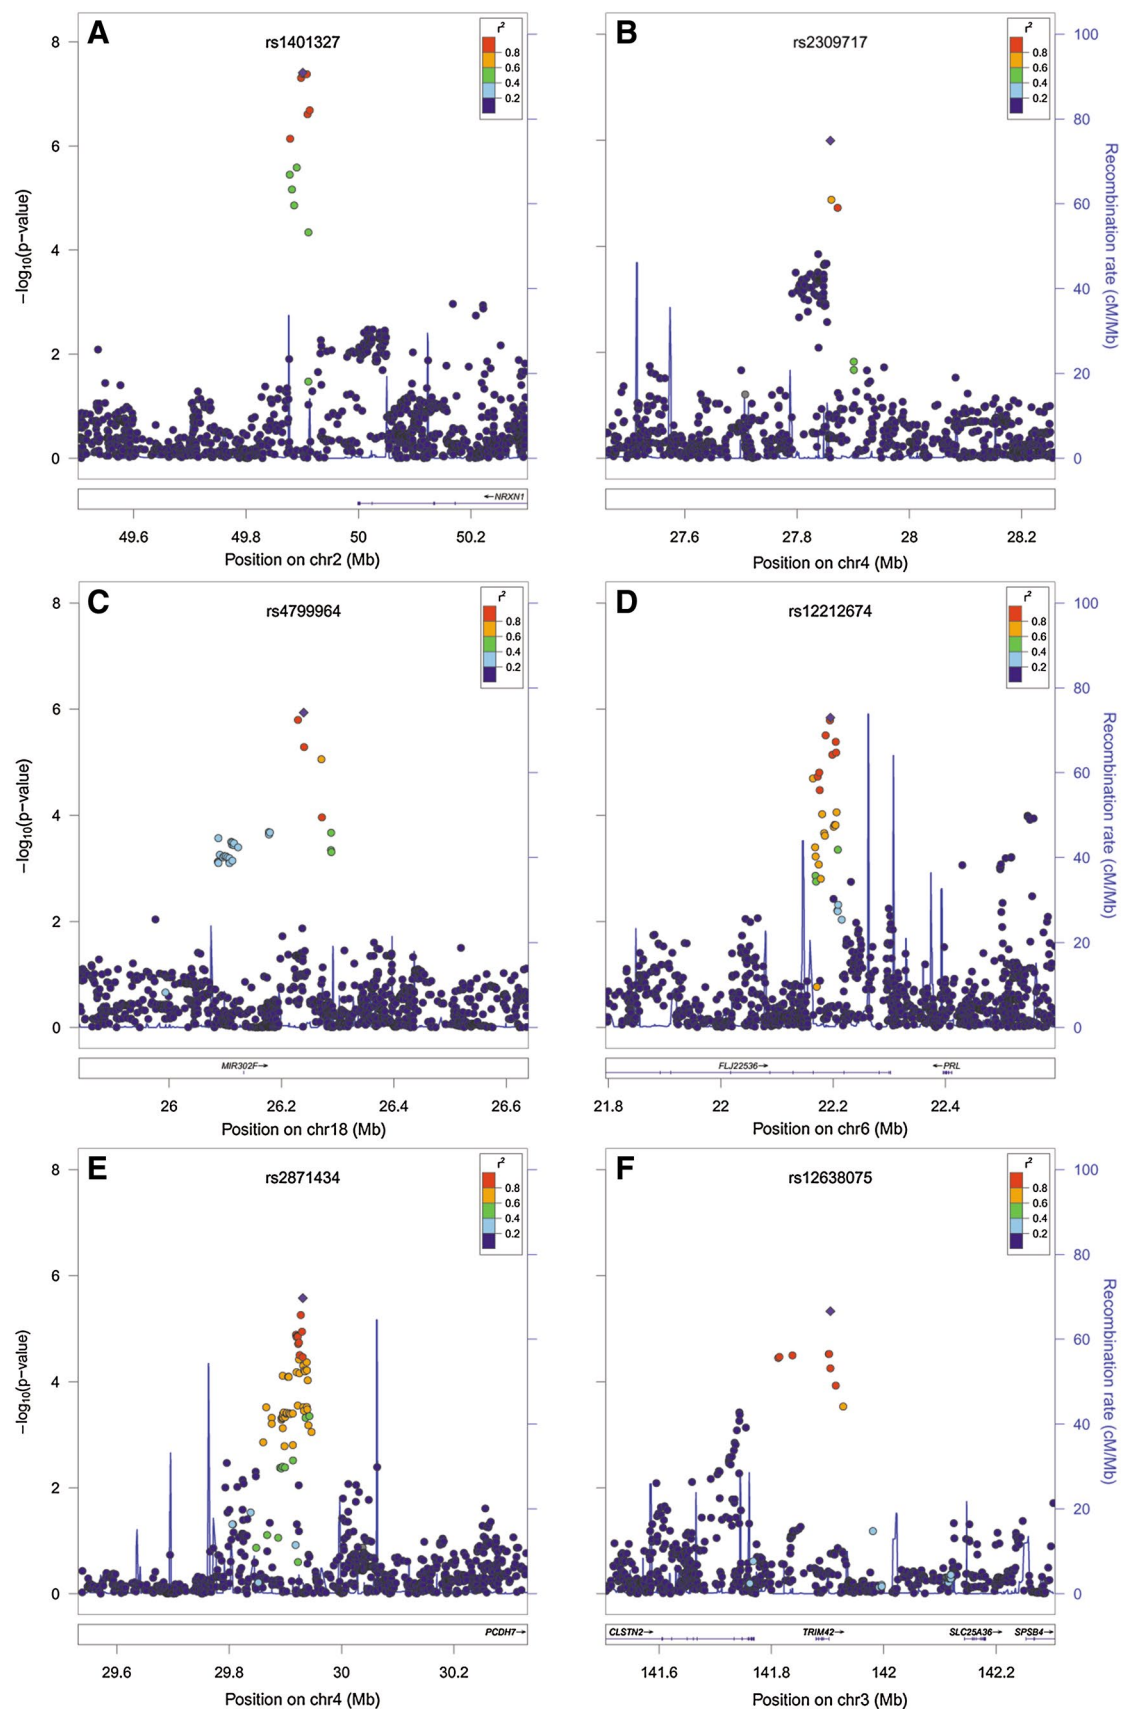 A
rs1401327
r²
0.8
0.6
0.4
0.2
8
6
4
2
0
−log₁₀(p−value)
←NRXN1
49.6 49.8 50 50.2
Position on chr2 (Mb)
B
rs2309717
r²
0.8
0.6
0.4
0.2
100
80
60
40
20
0
Recombination rate (cM/Mb)
27.6 27.8 28 28.2
Position on chr4 (Mb)
C
rs4799964
r²
0.8
0.6
0.4
0.2
8
6
4
2
0
−log₁₀(p−value)
MIR302F→
26 26.2 26.4 26.6
Position on chr18 (Mb)
D
rs12212674
r²
0.8
0.6
0.4
0.2
100
80
60
40
20
0
Recombination rate (cM/Mb)
FLJ22536→ ←PRL
21.8 22 22.2 22.4
Position on chr6 (Mb)
E
rs2871434
r²
0.8
0.6
0.4
0.2
8
6
4
2
0
−log₁₀(p−value)
PCDH7→
29.6 29.8 30 30.2
Position on chr4 (Mb)
F
rs12638075
r²
0.8
0.6
0.4
0.2
100
80
60
40
20
0
Recombination rate (cM/Mb)
CLSTN2→ TRIM42→ SLC25A36→ SPSB4→
141.6 141.8 142 142.2
Position on chr3 (Mb)